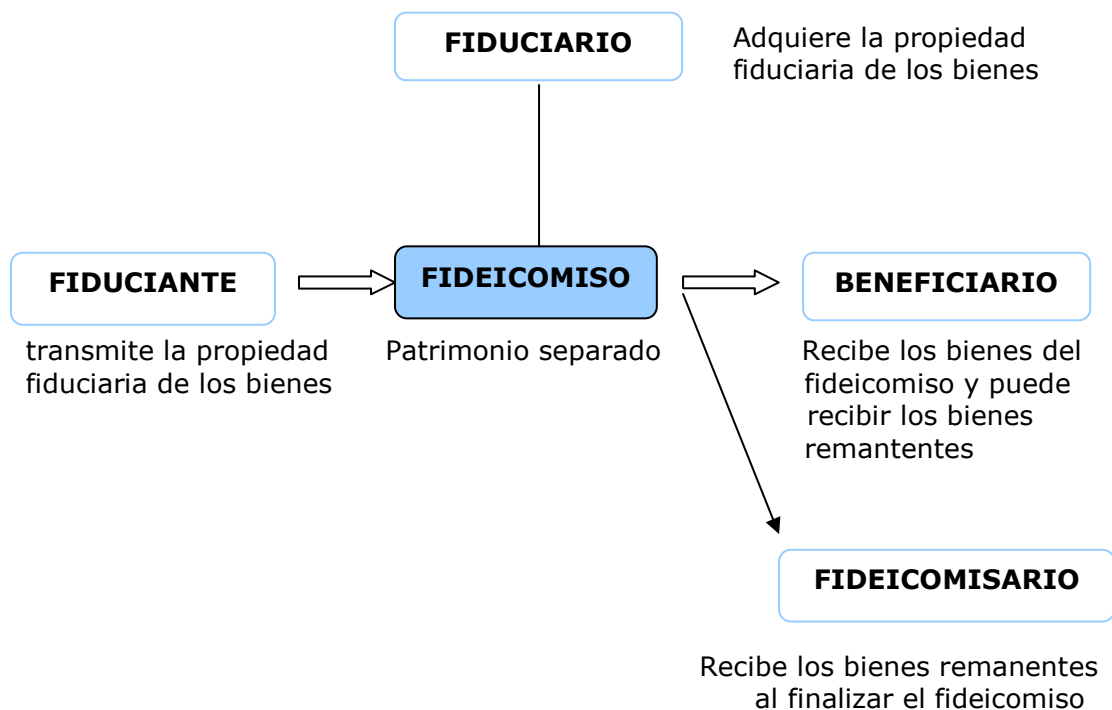 FIDUCIARIO
Adquiere la propiedad
fiduciaria de los bienes
FIDUCIANTE
FIDEICOMISO
BENEFICIARIO
transmite la propiedad
fiduciaria de los bienes
Patrimonio separado
Recibe los bienes del
fideicomiso y puede
recibir los bienes
remantentes
FIDEICOMISARIO
Recibe los bienes remanentes
al finalizar el fideicomiso